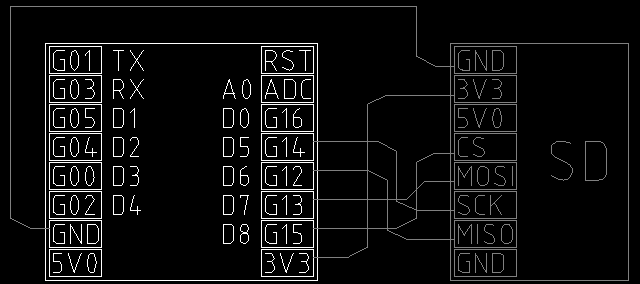 G01 TX RST GND
G03 RX A0 ADC 3V3
G05 D1 D0 G16 5V0
G04 D2 D5 G14 CS
G00 D3 D6 G12 MOSI
G02 D4 D7 G13 SCK
GND D8 G15 MISO
5V0 3V3 GND
SD